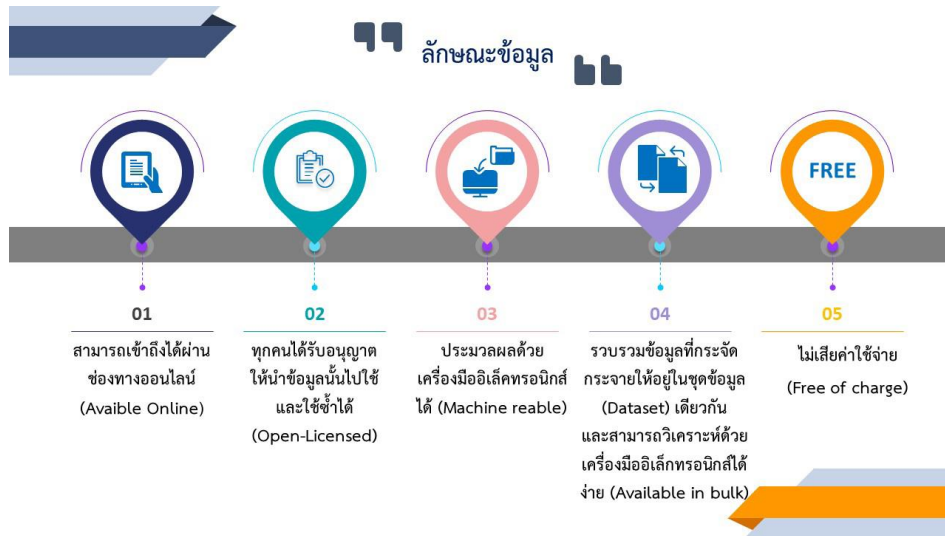 ลักษณะข้อมูล
FREE
01
สามารถเข้าถึงได้ผ่าน
ช่องทางออนไลน์
(Avaible Online)
02
ทุกคนได้รับอนุญาต
ให้นำข้อมูลนั้นไปใช้
และใช้ซ้ำได้
(Open-Licensed)
03
ประมวลผลด้วย
เครื่องมืออิเล็คทรอนิกส์
ได้ (Machine reable)
04
รวบรวมข้อมูลที่กระจัด
กระจายให้อยู่ในชุดข้อมูล
(Dataset) เดียวกัน
และสามารถวิเคราะห์ด้วย
เครื่องมืออิเล็กทรอนิกส์ได้
ง่าย (Available in bulk)
05
ไม่เสียค่าใช้จ่าย
(Free of charge)